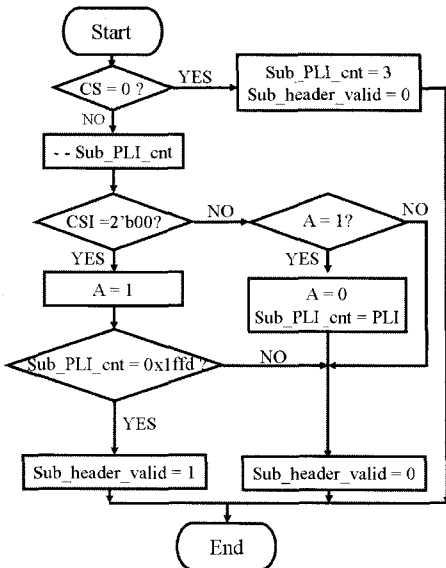 Start
CS = 0 ?
YES
Sub_PLI_cnt = 3
Sub_header_valid = 0
NO
- - Sub_PLI_cnt
CSI =2'b00?
NO
A = 1?
NO
YES
YES
A = 1
A = 0
Sub_PLI_cnt = PLI
Sub_PLI_cnt = 0x1ffd ?
NO
YES
Sub_header_valid = 1
Sub_header_valid = 0
End